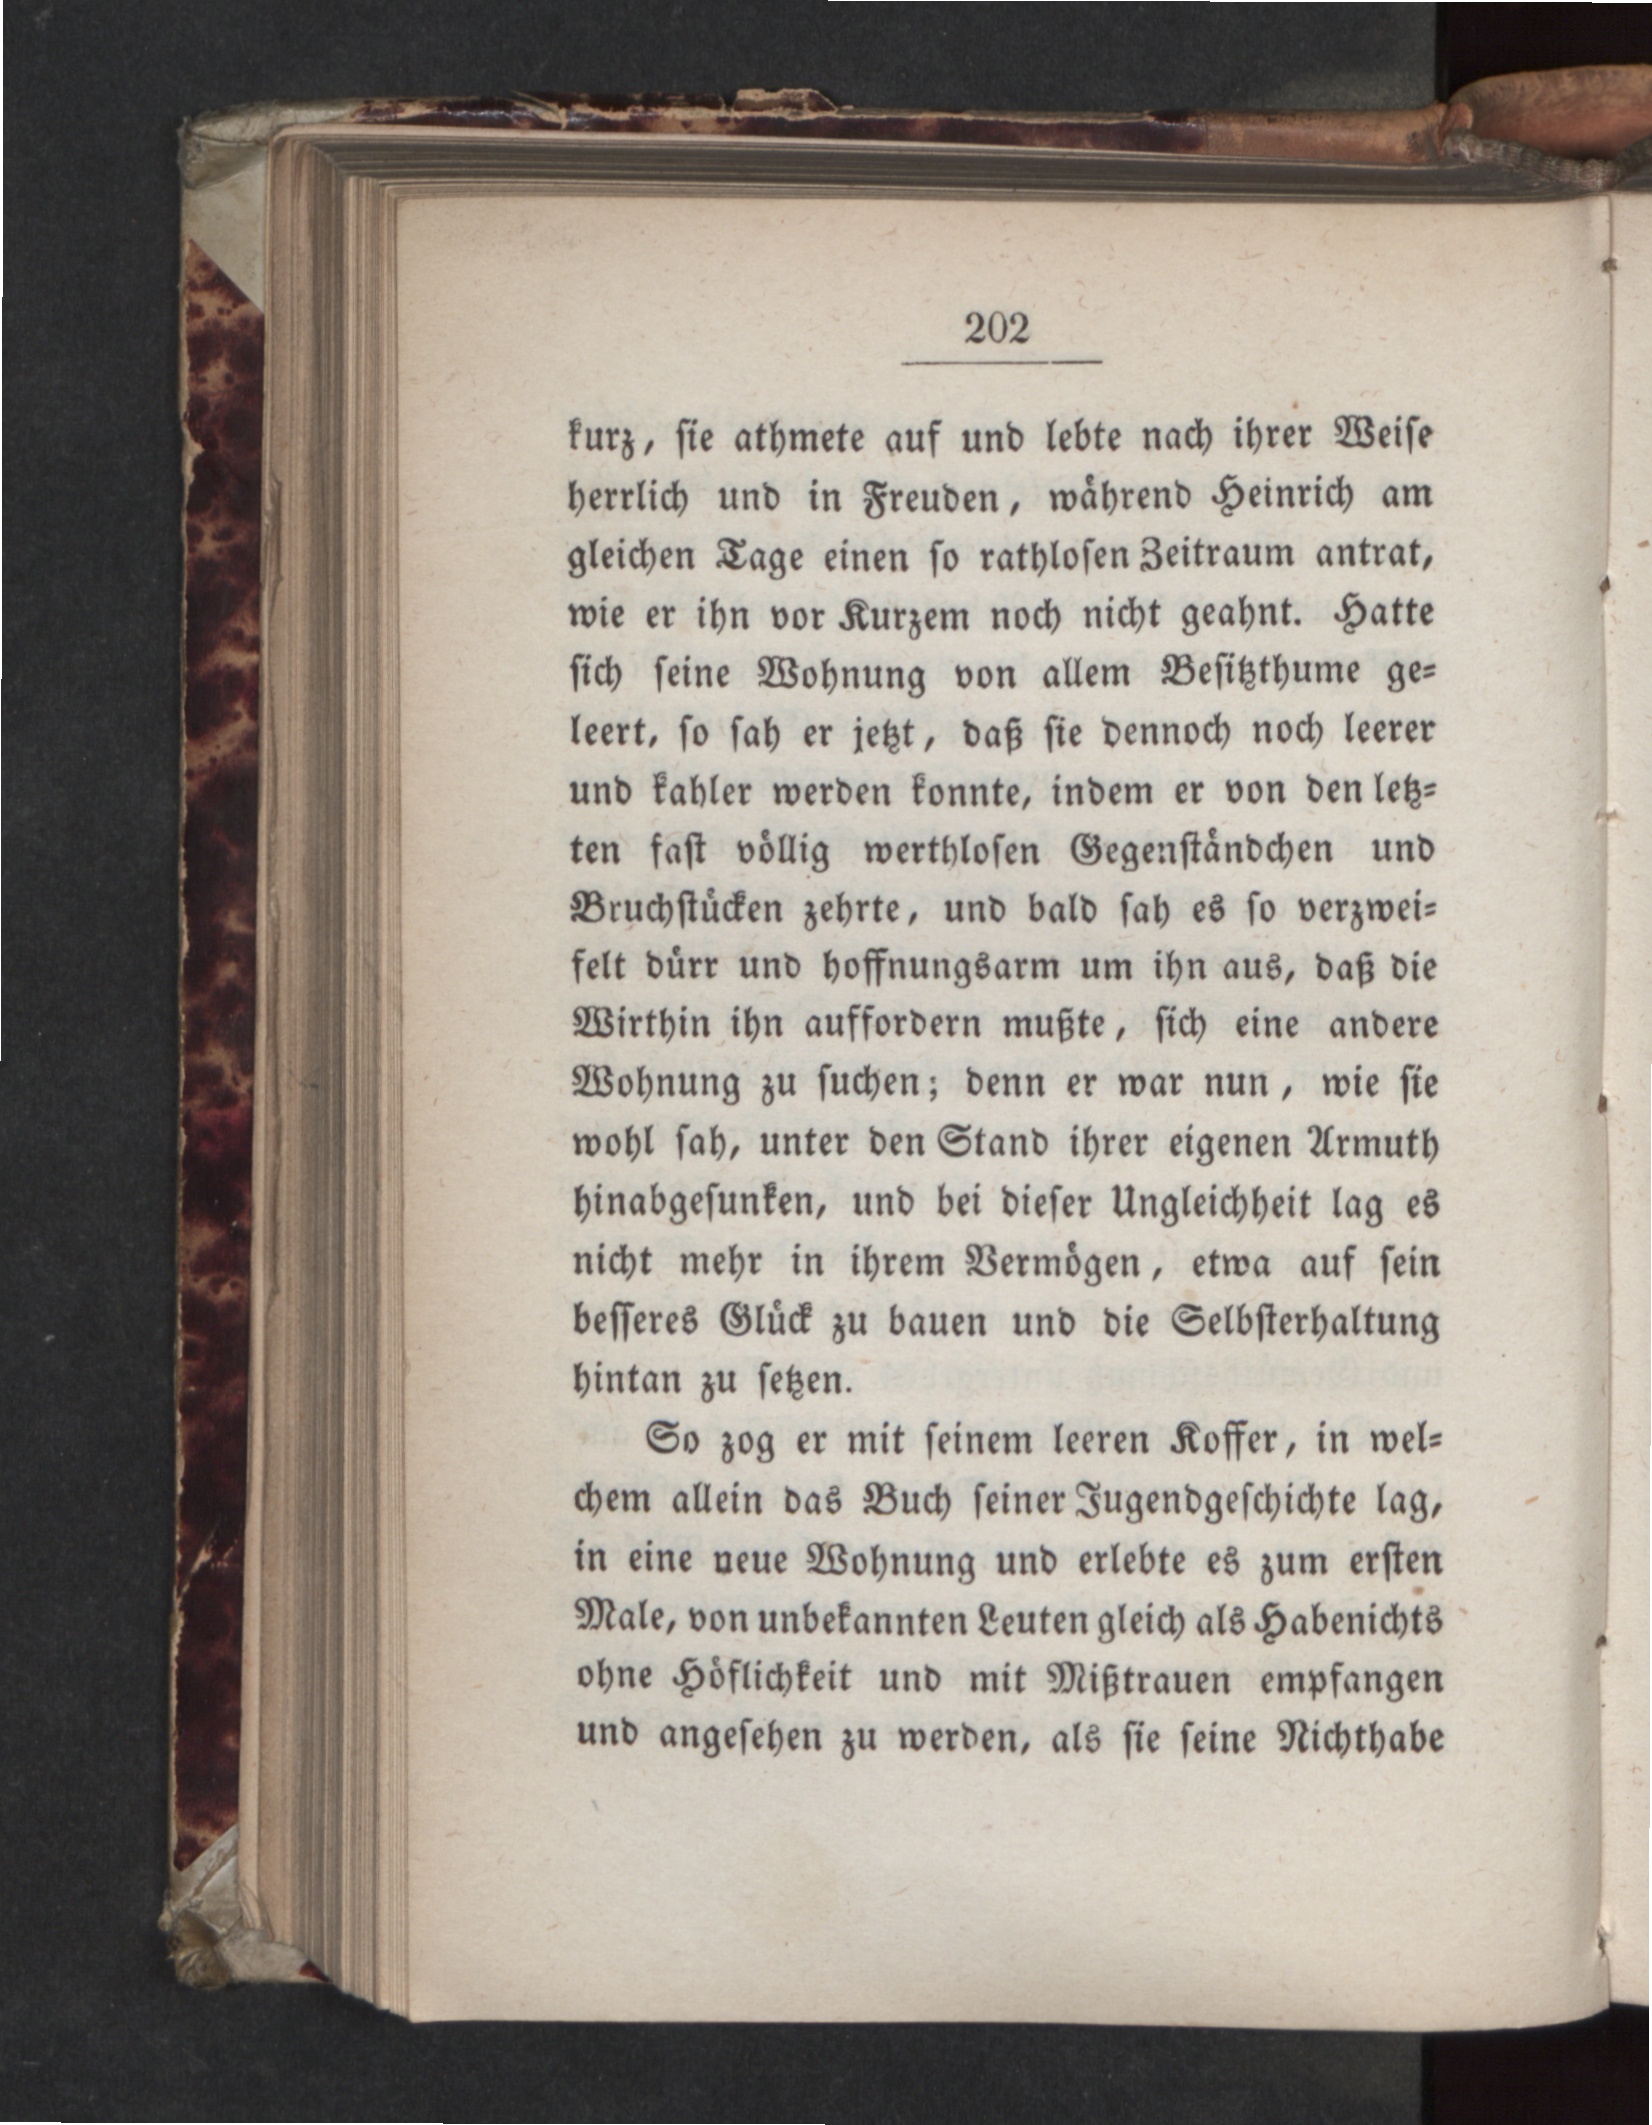 202
kurz, ſie athmete auf und lebte nach ihrer Weiſe
herrlich und in Freuden, während Heinrich am
gleichen Tage einen ſo rathloſen Zeitraum antrat,
wie er ihn vor Kurzem noch nicht geahnt. Hatte
ſich ſeine Wohnung von allem Beſitzthume ge-
leert, ſo ſah er jetzt, daß ſie dennoch noch leerer
und kahler werden konnte, indem er von den letz-
ten faſt völlig werthloſen Gegenſtändchen und
Bruchſtücken zehrte, und bald ſah es ſo verzwei-
felt dürr und hoffnungsarm um ihn aus, daß die
Wirthin ihn auffordern mußte, ſich eine andere
Wohnung zu ſuchen; denn er war nun, wie ſie
wohl ſah, unter den Stand ihrer eigenen Armuth
hinabgeſunken, und bei dieſer Ungleichheit lag es
nicht mehr in ihrem Vermögen, etwa auf ſein
beſſeres Glück zu bauen und die Selbſterhaltung
hintan zu ſetzen.
So zog er mit ſeinem leeren Koffer, in wel-
chem allein das Buch ſeiner Jugendgeſchichte lag,
in eine neue Wohnung und erlebte es zum erſten
Male, von unbekannten Leuten gleich als Habenichts
ohne Höflichkeit und mit Mißtrauen empfangen
und angeſehen zu werden, als ſie ſeine Nichthabe